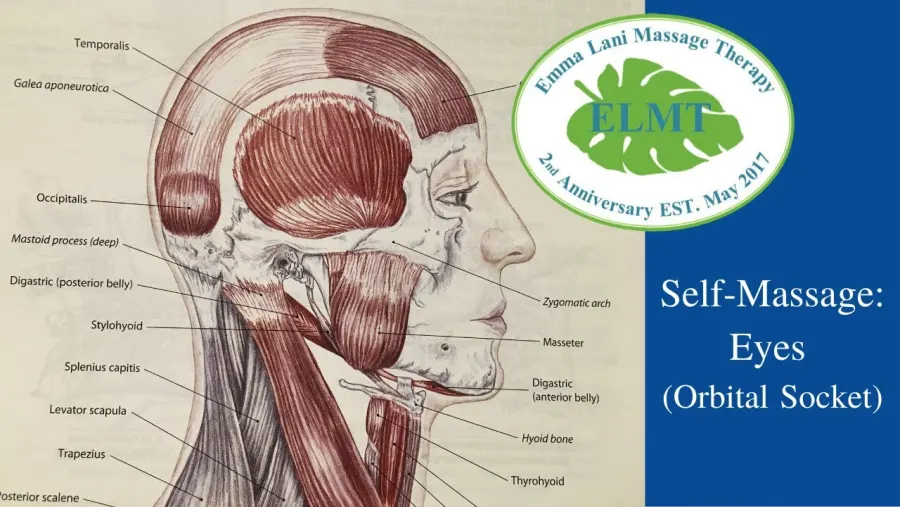 Temporalis
Galea aponeurotica
Occipitalis
Mastoid process (deep)
Digastric (posterior belly)
Stylohyoid
Splenius capitis
Levator scapula
Trapezius
Posterior scalene
Zygomatic arch
Masseter
Digastric
(anterior belly)
Hyoid bone
Thyrohyoid
Emma Lani Massage Therapy
ELMT
2nd Anniversary EST. May 2017
Self-Massage:
Eyes
(Orbital Socket)